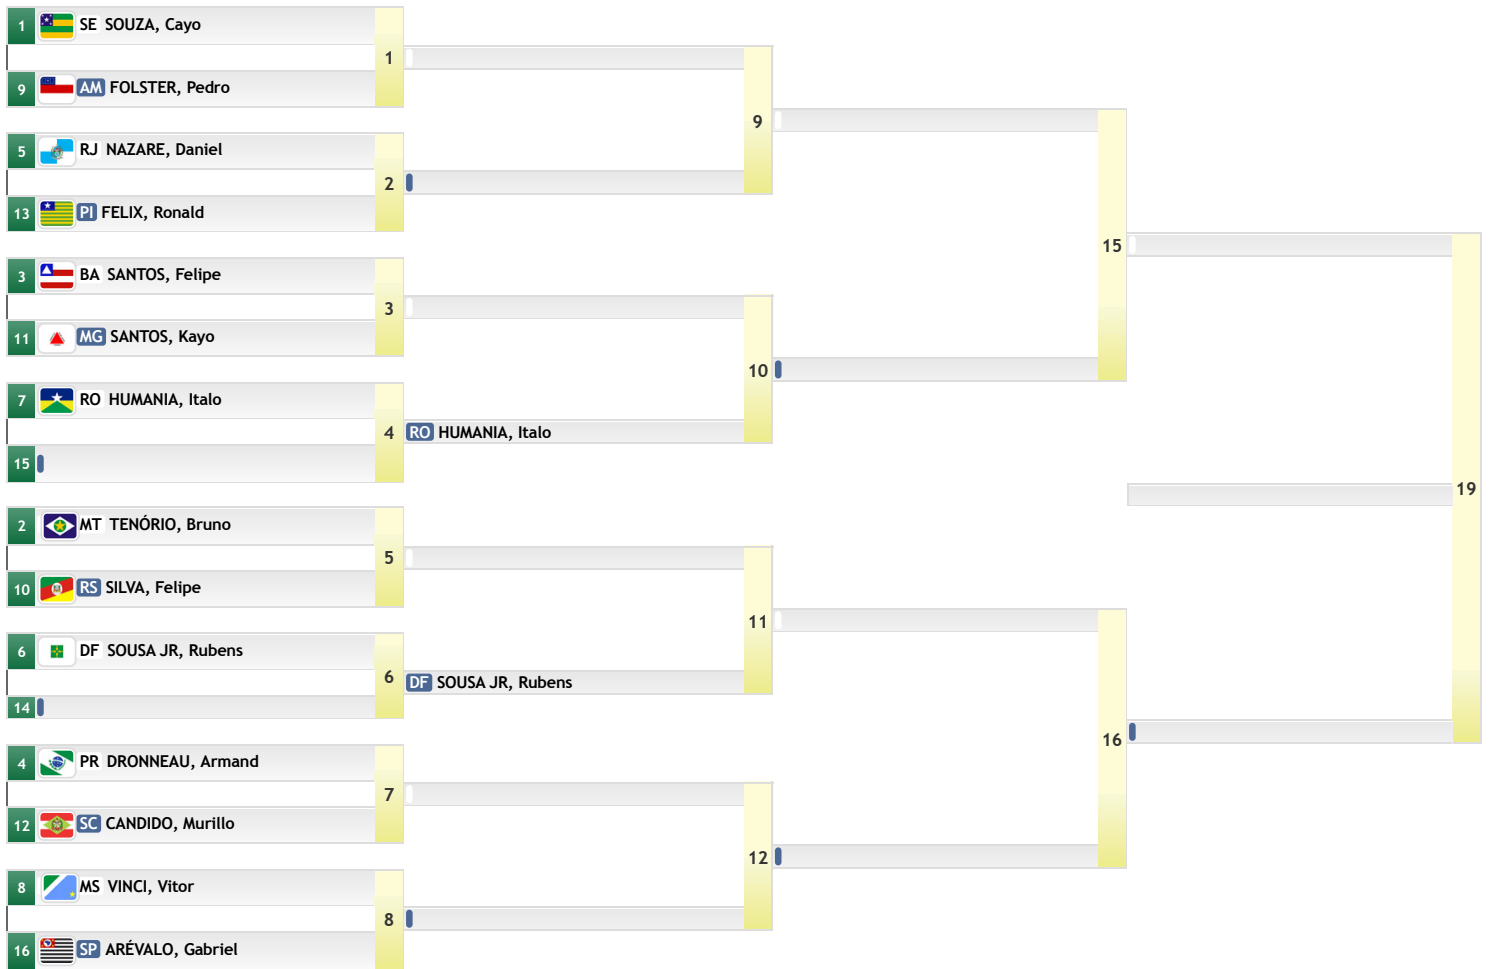 1 SE SOUZA, Cayo
1
9 AM FOLSTER, Pedro
9
5 RJ NAZARE, Daniel
2
13 PI FELIX, Ronald
15
3 BA SANTOS, Felipe
3
11 MG SANTOS, Kayo
10
7 RO HUMANIA, Italo
4 RO HUMANIA, Italo
15
19
2 MT TENÓRIO, Bruno
5
10 RS SILVA, Felipe
11
6 DF SOUSA JR, Rubens
6 DF SOUSA JR, Rubens
14
16
4 PR DRONNEAU, Armand
7
12 SC CANDIDO, Murillo
12
8 MS VINCI, Vitor
8
16 SP ARÉVALO, Gabriel